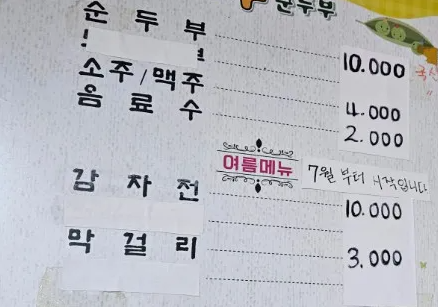 순두부
순두부 10.000
소주/맥주 4.000
음료수 2.000
여름메뉴 7월 부터 시작입니다
감자전 10.000
막걸리 3.000